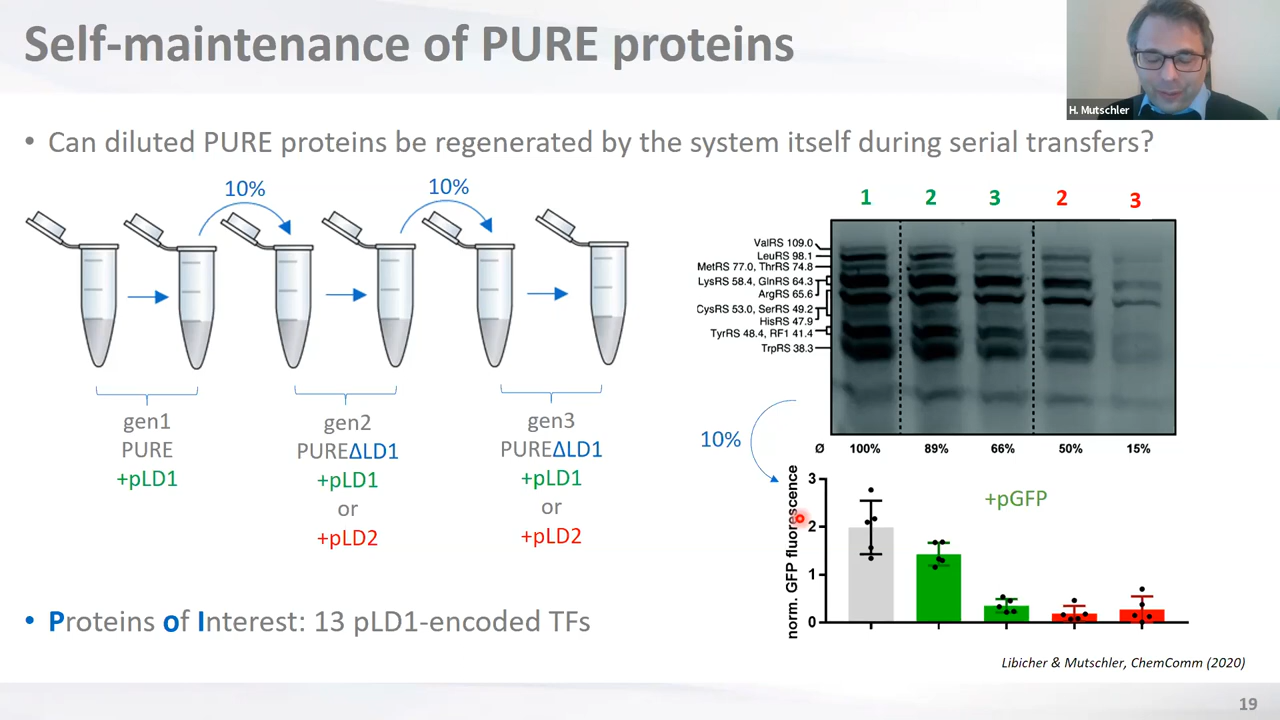 Self-maintenance of PURE proteins
H. Mutschler
• Can diluted PURE proteins be regenerated by the system itself during serial transfers?
10%
10%
gen1
PURE
+pLD1
gen2
PUREΔLD1
+pLD1
or
+pLD2
gen3
PUREΔLD1
+pLD1
or
+pLD2
1 2 3 2 3
ValRS 109.0
LeuRS 98.1
MetRS 77.0, ThrRS 74.8
LysRS 58.4, GlnRS 64.3
ArgRS 65.6
CysRS 53.0, SerRS 49.2
HisRS 47.9
TyrRS 48.4, RF1 41.4
TrpRS 38.3
Ø 100% 89% 66% 50% 15%
10%
norm. GFP fluorescence
3
2
1
0
+pGFP
• Proteins of Interest: 13 pLD1-encoded TFs
Libicher & Mutschler, ChemComm (2020)
19